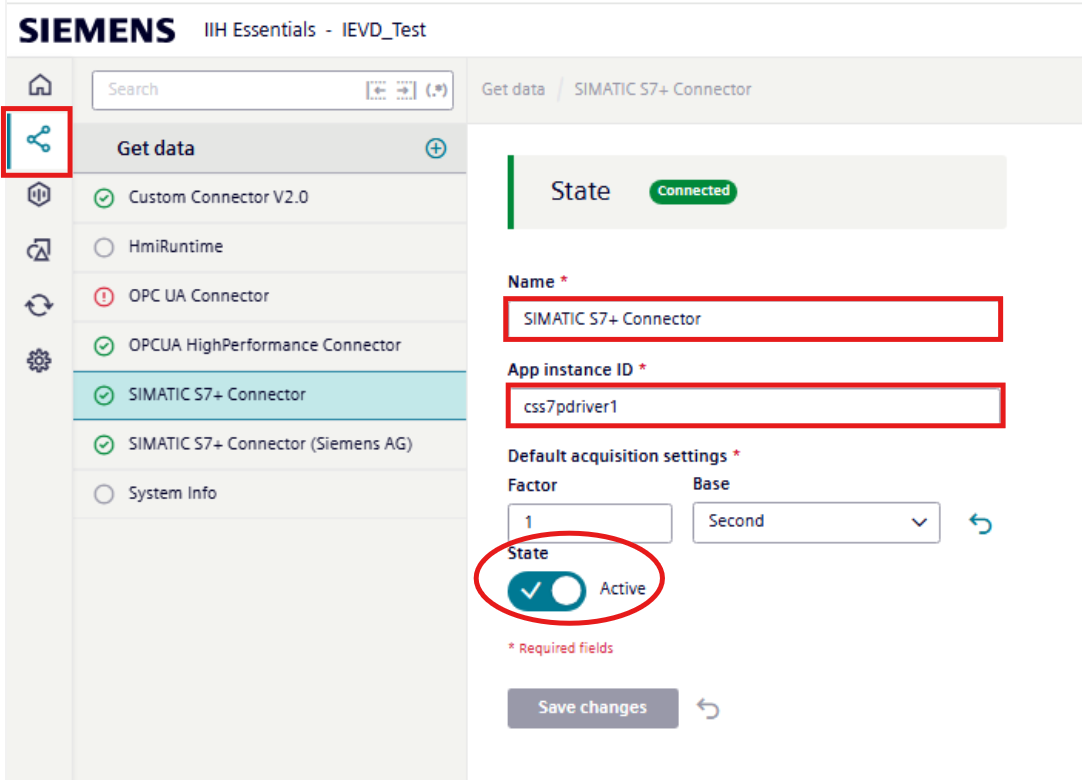 SIEMENS IIH Essentials - IEVD_Test
Search (.*)
Get data / SIMATIC S7+ Connector
Get data
Custom Connector V2.0
HmiRuntime
OPC UA Connector
OPCUA HighPerformance Connector
SIMATIC S7+ Connector
SIMATIC S7+ Connector (Siemens AG)
System Info
State Connected
Name *
SIMATIC S7+ Connector
App instance ID *
css7pdriver1
Default acquisition settings *
Factor Base
1 Second
State
Active
* Required fields
Save changes